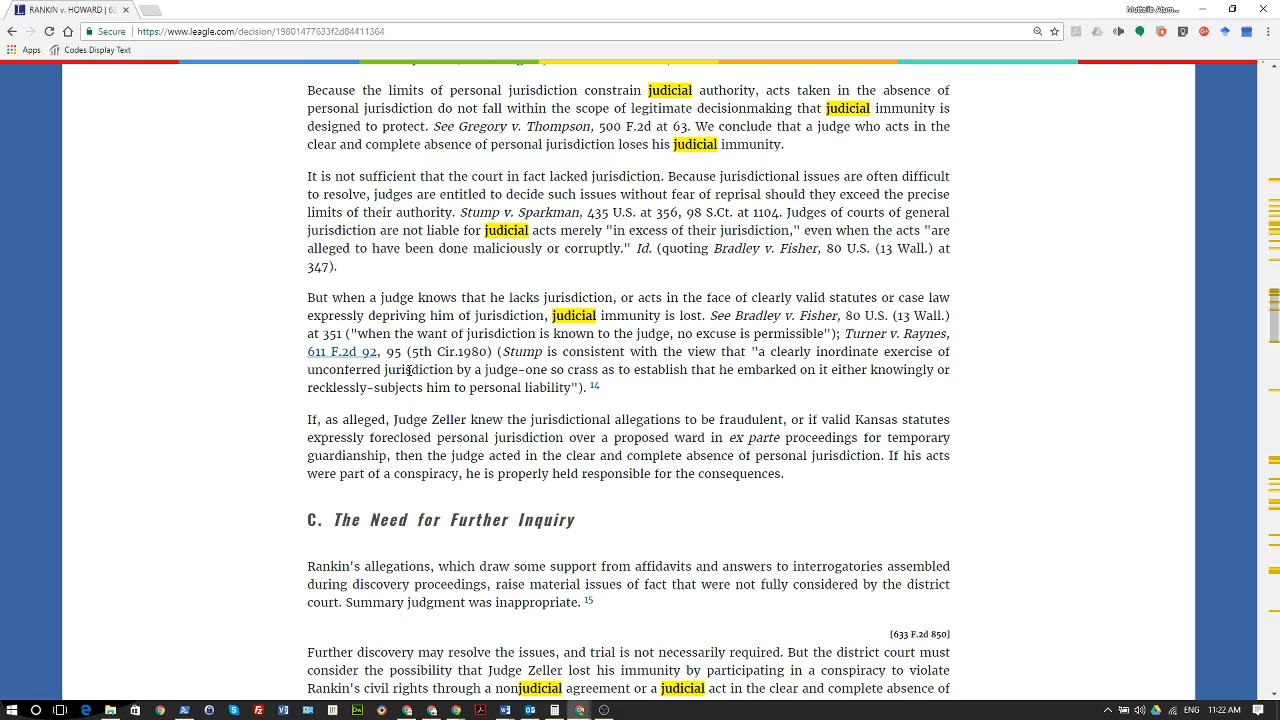 RANKIN v. HOWARD | 63
Secure
https://www.leagle.com/decision/19801477633f2d84411364
Apps
Codes Display Text
Because the limits of personal jurisdiction constrain judicial authority, acts taken in the absence of
personal jurisdiction do not fall within the scope of legitimate decisionmaking that judicial immunity is
designed to protect. See Gregory v. Thompson, 500 F.2d at 63. We conclude that a judge who acts in the
clear and complete absence of personal jurisdiction loses his judicial immunity.
It is not sufficient that the court in fact lacked jurisdiction. Because jurisdictional issues are often difficult
to resolve, judges are entitled to decide such issues without fear of reprisal should they exceed the precise
limits of their authority. Stump v. Sparkman, 435 U.S. at 356, 98 S.Ct. at 1104. Judges of courts of general
jurisdiction are not liable for judicial acts merely "in excess of their jurisdiction," even when the acts "are
alleged to have been done maliciously or corruptly." Id. (quoting Bradley v. Fisher, 80 U.S. (13 Wall.) at
347).
But when a judge knows that he lacks jurisdiction, or acts in the face of clearly valid statutes or case law
expressly depriving him of jurisdiction, judicial immunity is lost. See Bradley v. Fisher, 80 U.S. (13 Wall.)
at 351 ("when the want of jurisdiction is known to the judge, no excuse is permissible"); Turner v. Raynes,
611 F.2d 92, 95 (5th Cir.1980) (Stump is consistent with the view that "a clearly inordinate exercise of
unconferred jurisdiction by a judge-one so crass as to establish that he embarked on it either knowingly or
recklessly-subjects him to personal liability"). 14
If, as alleged, Judge Zeller knew the jurisdictional allegations to be fraudulent, or if valid Kansas statutes
expressly foreclosed personal jurisdiction over a proposed ward in ex parte proceedings for temporary
guardianship, then the judge acted in the clear and complete absence of personal jurisdiction. If his acts
were part of a conspiracy, he is properly held responsible for the consequences.
C. The Need for Further Inquiry
Rankin's allegations, which draw some support from affidavits and answers to interrogatories assembled
during discovery proceedings, raise material issues of fact that were not fully considered by the district
court. Summary judgment was inappropriate. 15
[633 F.2d 850]
Further discovery may resolve the issues, and trial is not necessarily required. But the district court must
consider the possibility that Judge Zeller lost his immunity by participating in a conspiracy to violate
Rankin's civil rights through a nonjudicial agreement or a judicial act in the clear and complete absence of
ENG
11:22 AM